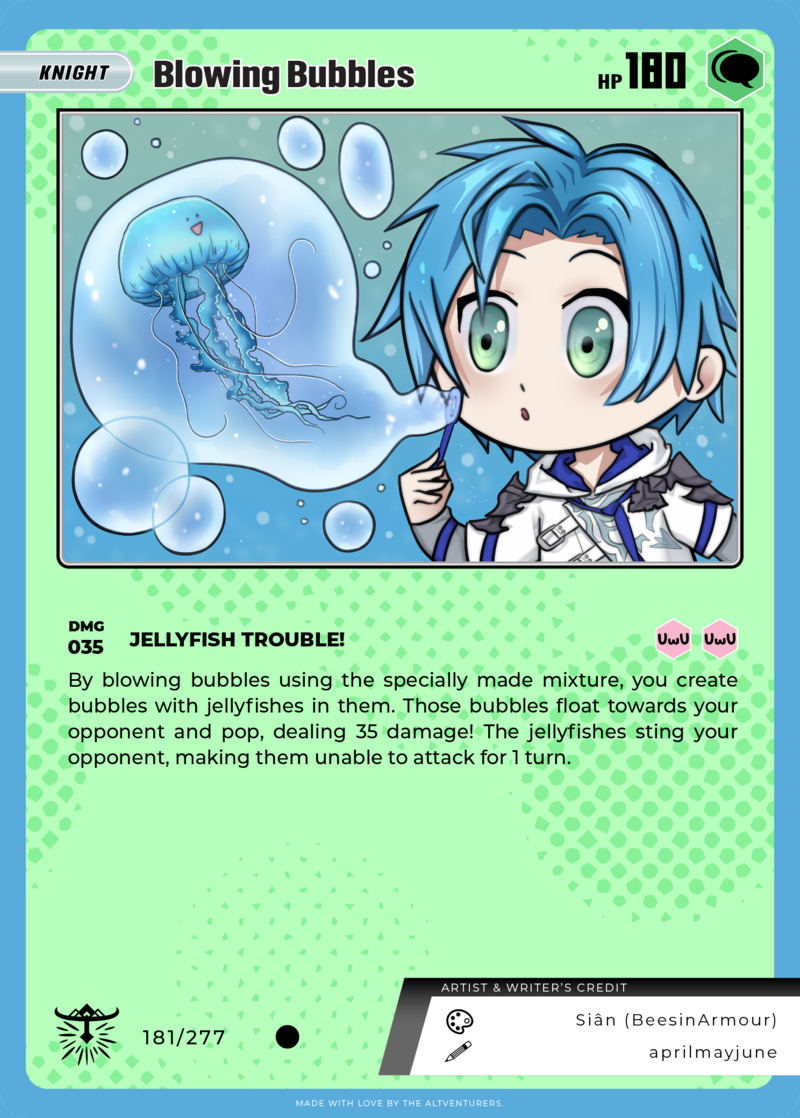 KNIGHT
Blowing Bubbles
HP 180
DMG
035
JELLYFISH TROUBLE!
UwU UwU
By blowing bubbles using the specially made mixture, you create
bubbles with jellyfishes in them. Those bubbles float towards your
opponent and pop, dealing 35 damage! The jellyfishes sting your
opponent, making them unable to attack for 1 turn.
ARTIST & WRITER'S CREDIT
Siân (BeesinArmour)
aprilmayjune
181/277
MADE WITH LOVE BY THE ALTVENTURERS.